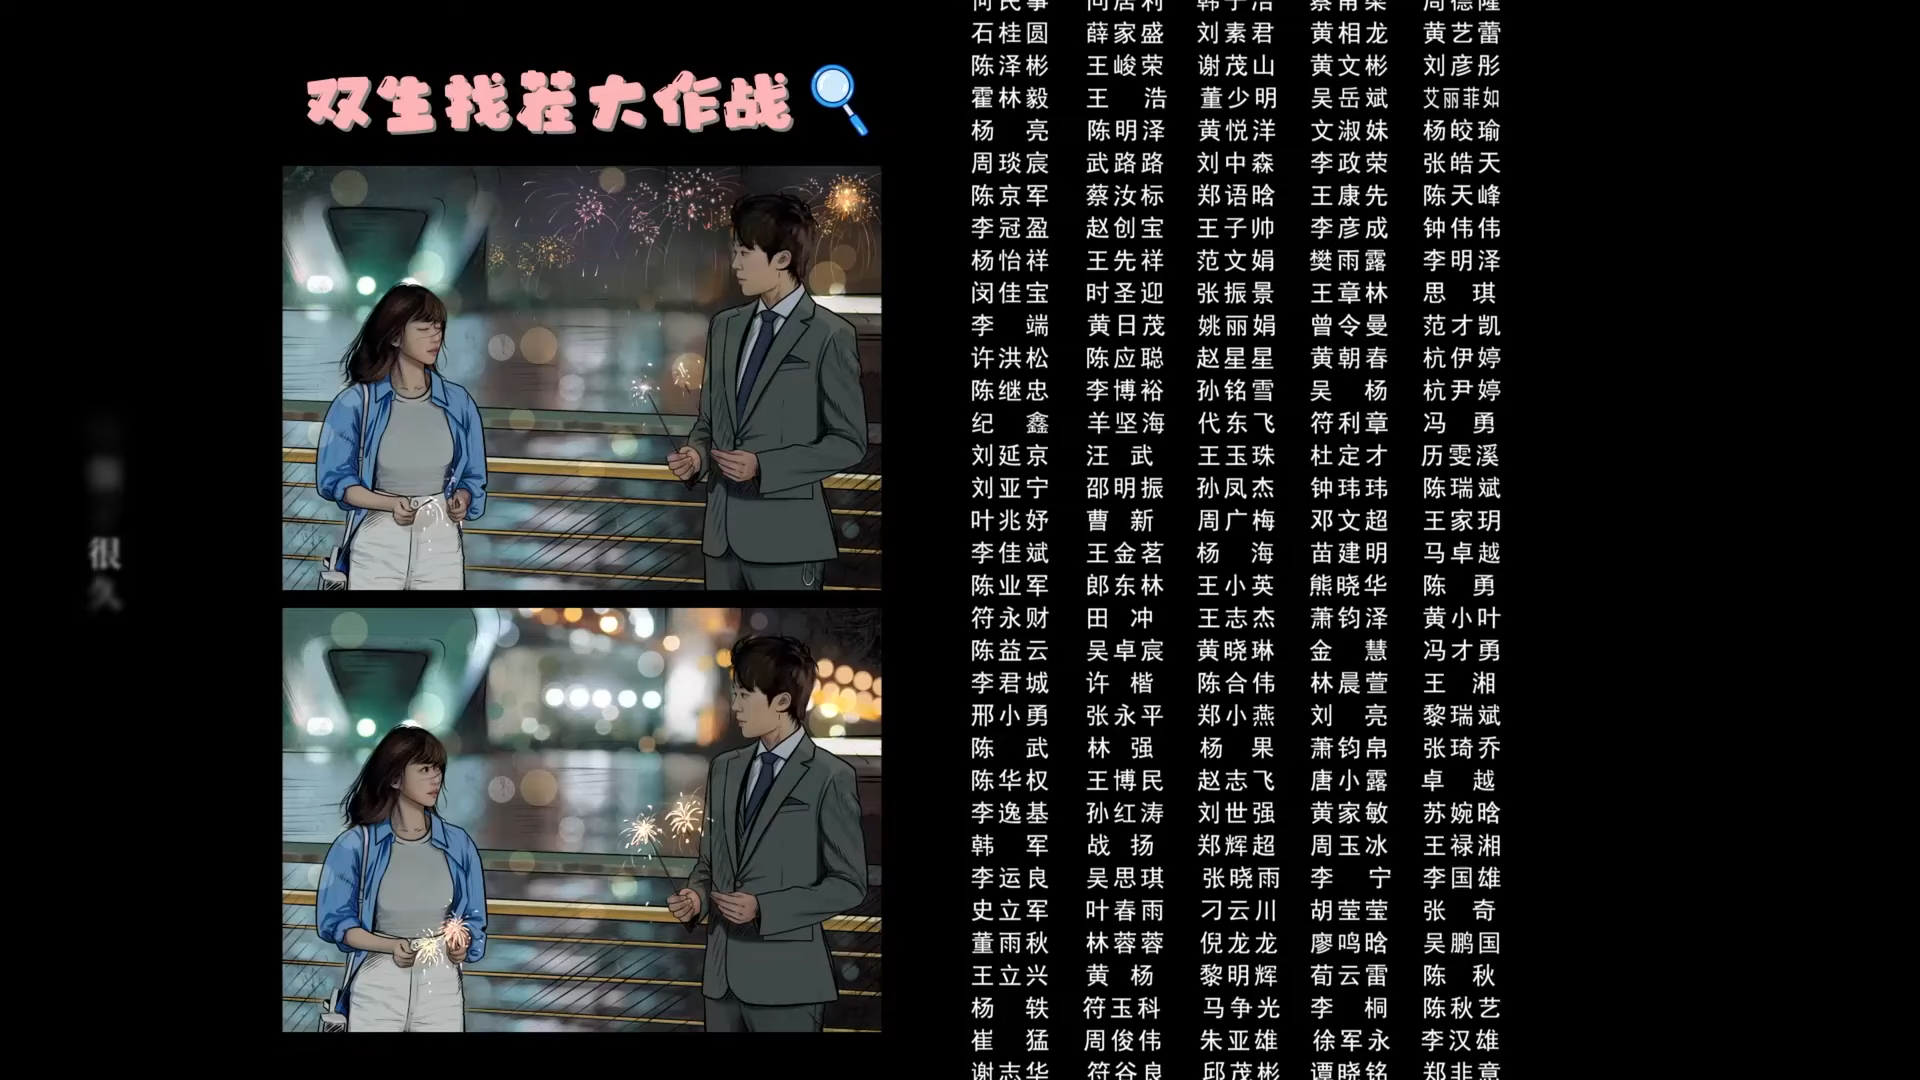 双生找茬大作战
很
久
石桂圆 薛家盛 刘素君 黄相龙 黄艺蕾
陈泽彬 王峻荣 谢茂山 黄文彬 刘彦彤
霍林毅 王浩 董少明 吴岳斌 艾丽菲如
杨亮 陈明泽 黄悦洋 文淑妹 杨皎瑜
周琰宸 武路路 刘中森 李政荣 张皓天
陈京军 蔡汝标 郑语晗 王康先 陈天峰
李冠盈 赵创宝 王子帅 李彦成 钟伟伟
杨怡祥 王先祥 范文娟 樊雨露 李明泽
闵佳宝 时圣迎 张振景 王章林 思琪
李端 黄日茂 姚丽娟 曾令曼 范才凯
许洪松 陈应聪 赵星星 黄朝春 杭伊婷
陈继忠 李博裕 孙铭雪 吴杨 杭尹婷
纪鑫 羊坚海 代东飞 符利章 冯勇
刘延京 汪武 王玉珠 杜定才 历雯溪
刘亚宁 邵明振 孙凤杰 钟玮玮 陈瑞斌
叶兆妤 曹新 周广梅 邓文超 王家玥
李佳斌 王金茗 杨海 苗建明 马卓越
陈业军 郎东林 王小英 熊晓华 陈勇
符永财 田冲 王志杰 萧钧泽 黄小叶
陈益云 吴卓宸 黄晓琳 金慧 冯才勇
李君城 许楷 陈合伟 林晨萱 王湘
邢小勇 张永平 郑小燕 刘亮 黎瑞斌
陈武 林强 杨果 萧钧帛 张琦乔
陈华权 王博民 赵志飞 唐小露 卓越
李逸基 孙红涛 刘世强 黄家敏 苏婉晗
韩军 战扬 郑辉超 周玉冰 王禄湘
李运良 吴思琪 张晓雨 李宁 李国雄
史立军 叶春雨 刁云川 胡莹莹 张奇
董雨秋 林蓉蓉 倪龙龙 廖鸣晗 吴鹏国
王立兴 黄杨 黎明辉 荀云雷 陈秋
杨轶 符玉科 马争光 李桐 陈秋艺
崔猛 周俊伟 朱亚雄 徐军永 李汉雄
谢志华 符谷良 邱茂彬 谭晓铭 郑非意